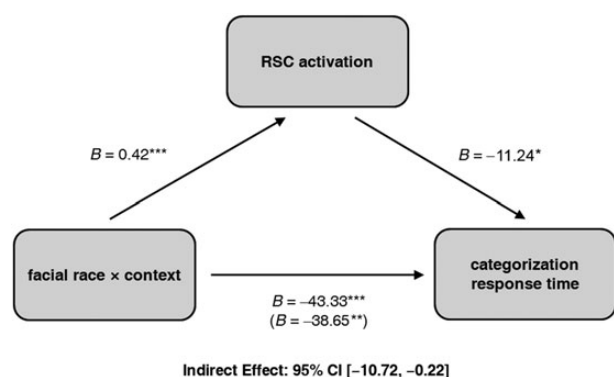 RSC activation
B = 0.42***
B = −11.24*
facial race × context
categorization
response time
B = −43.33***
(B = −38.65**)
Indirect Effect: 95% CI [−10.72, −0.22]